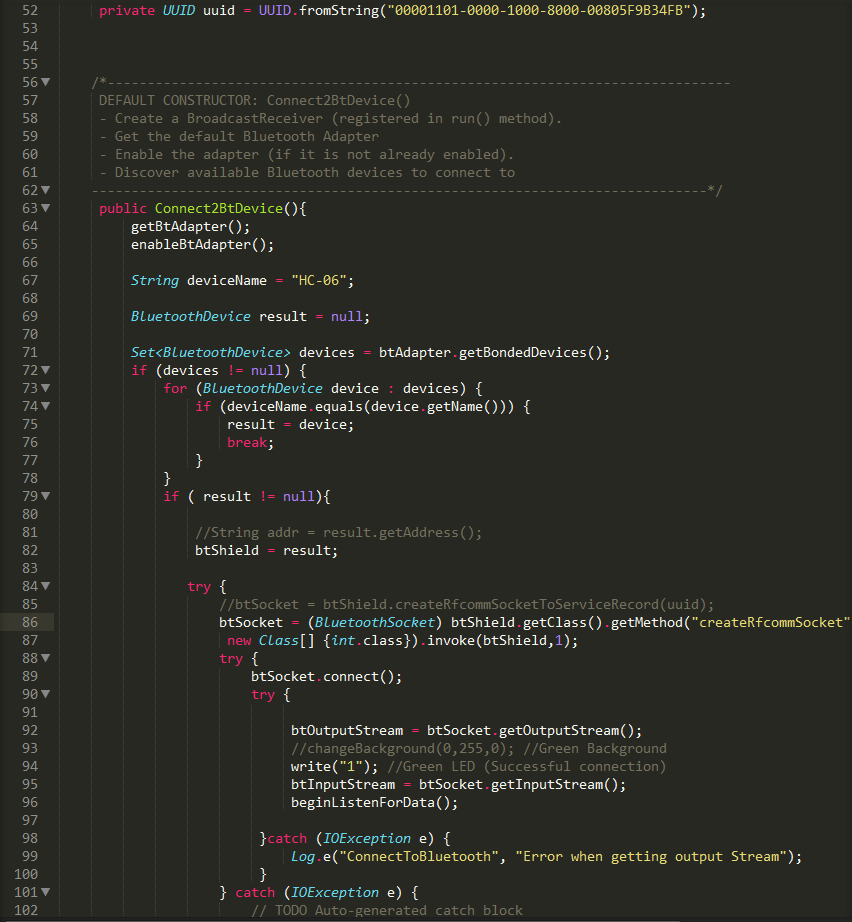 52 private UUID uuid = UUID.fromString("00001101-0000-1000-8000-00805F9B34FB");
53
54
55
56 /*------------------------------------------------------------------------------
57 DEFAULT CONSTRUCTOR: Connect2BtDevice()
58 - Create a BroadcastReceiver (registered in run() method).
59 - Get the default Bluetooth Adapter
60 - Enable the adapter (if it is not already enabled).
61 - Discover available Bluetooth devices to connect to
62 -----------------------------------------------------------------------------*/
63 public Connect2BtDevice(){
64 getBtAdapter();
65 enableBtAdapter();
66
67 String deviceName = "HC-06";
68
69 BluetoothDevice result = null;
70
71 Set<BluetoothDevice> devices = btAdapter.getBondedDevices();
72 if (devices != null) {
73 for (BluetoothDevice device : devices) {
74 if (deviceName.equals(device.getName())) {
75 result = device;
76 break;
77 }
78 }
79 if ( result != null){
80
81 //String addr = result.getAddress();
82 btShield = result;
83
84 try {
85 //btSocket = btShield.createRfcommSocketToServiceRecord(uuid);
86 btSocket = (BluetoothSocket) btShield.getClass().getMethod("createRfcommSocket"
87 new Class[] {int.class}).invoke(btShield,1);
88 try {
89 btSocket.connect();
90 try {
91
92 btOutputStream = btSocket.getOutputStream();
93 //changeBackground(0,255,0); //Green Background
94 write("1"); //Green LED (Successful connection)
95 btInputStream = btSocket.getInputStream();
96 beginListenForData();
97
98 }catch (IOException e) {
99 Log.e("ConnectToBluetooth", "Error when getting output Stream");
100 }
101 } catch (IOException e) {
102 // TODO Auto-generated catch block